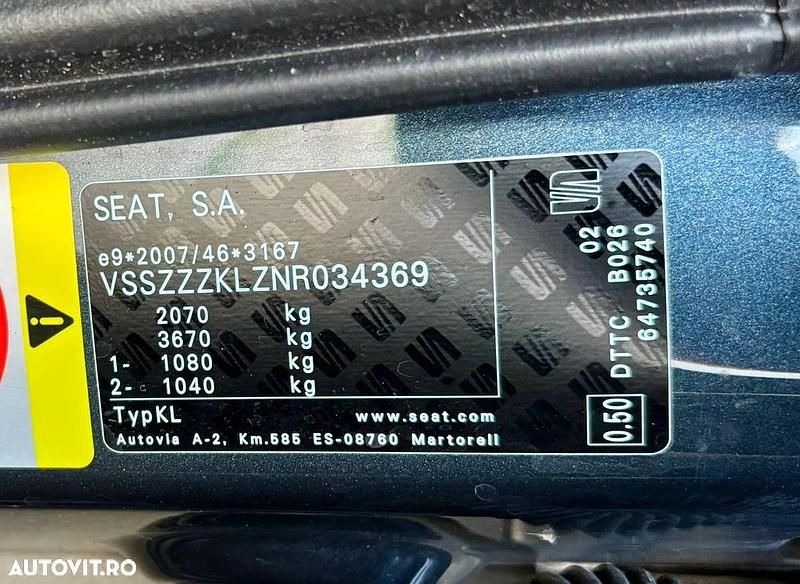 SEAT, S.A.
e9*2007/46*3167
VSSZZZKLZNR034369
2070 kg
3670 kg
1- 1080 kg
2- 1040 kg
TypKL www.seat.com
Autovia A-2, Km.585 ES-08760 Martorell
02
DTTC B026
64735740
0.50
AUTOVIT.RO